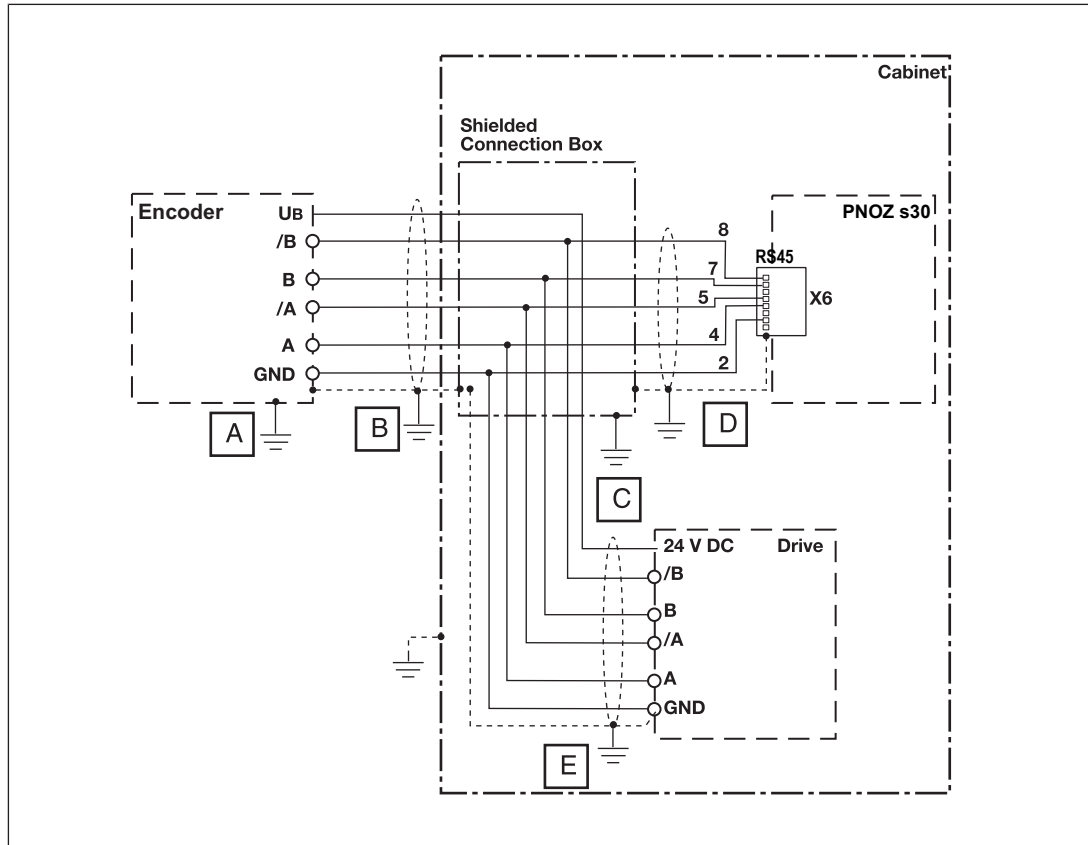 Cabinet
Shielded
Connection Box
Encoder
UB
/B
B
/A
A
GND
PNOZ s30
R$45
X6
8
7
5
4
2
A
B
C
D
24 V DC
Drive
/B
B
/A
A
GND
E